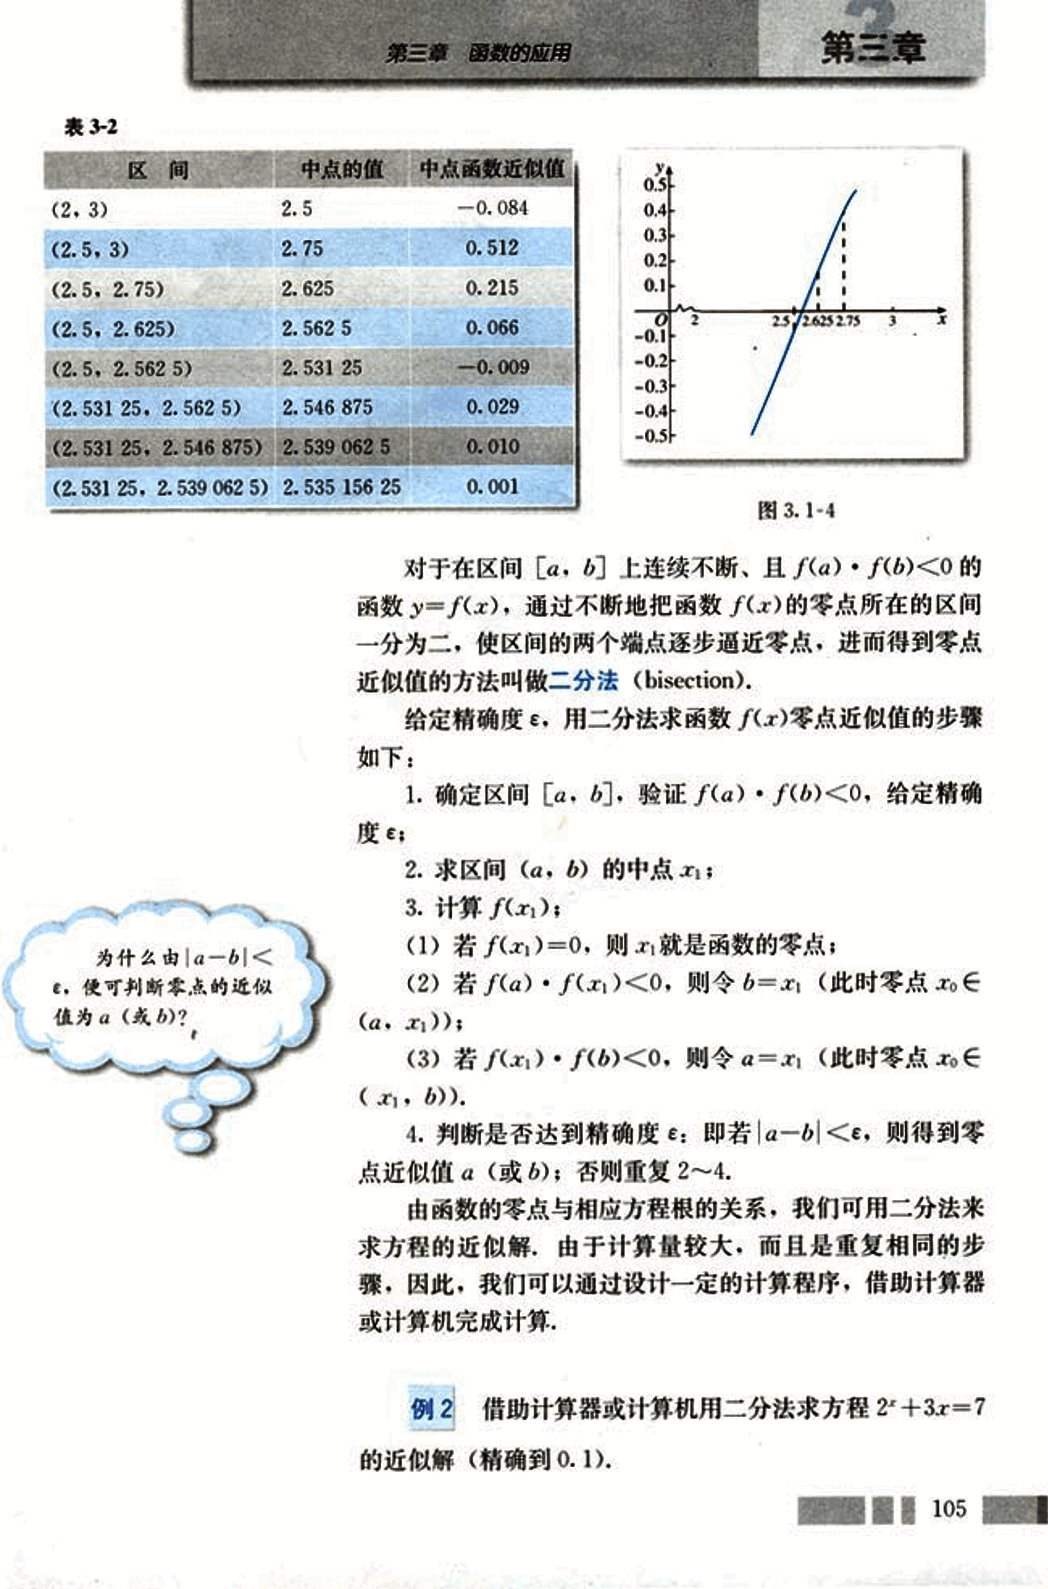 第三章 函数的应用
第三章
表 3-2
区 间 中点的值 中点函数近似值
(2, 3) 2.5 -0.084
(2.5, 3) 2.75 0.512
(2.5, 2.75) 2.625 0.215
(2.5, 2.625) 2.562 5 0.066
(2.5, 2.562 5) 2.531 25 -0.009
(2.531 25, 2.562 5) 2.546 875 0.029
(2.531 25, 2.546 875) 2.539 062 5 0.010
(2.531 25, 2.539 062 5) 2.535 156 25 0.001
y
0.5
0.4
0.3
0.2
0.1
O 2 2.5 2.625 2.75 3 x
-0.1
-0.2
-0.3
-0.4
-0.5
图 3.1-4
对于在区间 [a, b] 上连续不断、且 f(a)·f(b)<0 的
函数 y=f(x), 通过不断地把函数 f(x)的零点所在的区间
一分为二, 使区间的两个端点逐步逼近零点, 进而得到零点
近似值的方法叫做二分法 (bisection).
给定精确度 ε, 用二分法求函数 f(x)零点近似值的步骤
如下:
1. 确定区间 [a, b], 验证 f(a)·f(b)<0, 给定精确
度 ε;
2. 求区间 (a, b) 的中点 x₁;
3. 计算 f(x₁);
(1) 若 f(x₁)=0, 则 x₁就是函数的零点;
(2) 若 f(a)·f(x₁)<0, 则令 b=x₁ (此时零点 x₀∈
(a, x₁));
(3) 若 f(x₁)·f(b)<0, 则令 a=x₁ (此时零点 x₀∈
(x₁, b)).
4. 判断是否达到精确度 ε: 即若|a-b|<ε, 则得到零
点近似值 a (或 b); 否则重复 2~4.
为什么由|a-b|<
ε, 便可判断零点的近似
值为 a (或 b)?
由函数的零点与相应方程根的关系, 我们可用二分法来
求方程的近似解. 由于计算量较大, 而且是重复相同的步
骤, 因此, 我们可以通过设计一定的计算程序, 借助计算器
或计算机完成计算.
例 2 借助计算器或计算机用二分法求方程 2ˣ+3x=7
的近似解 (精确到 0.1).
105